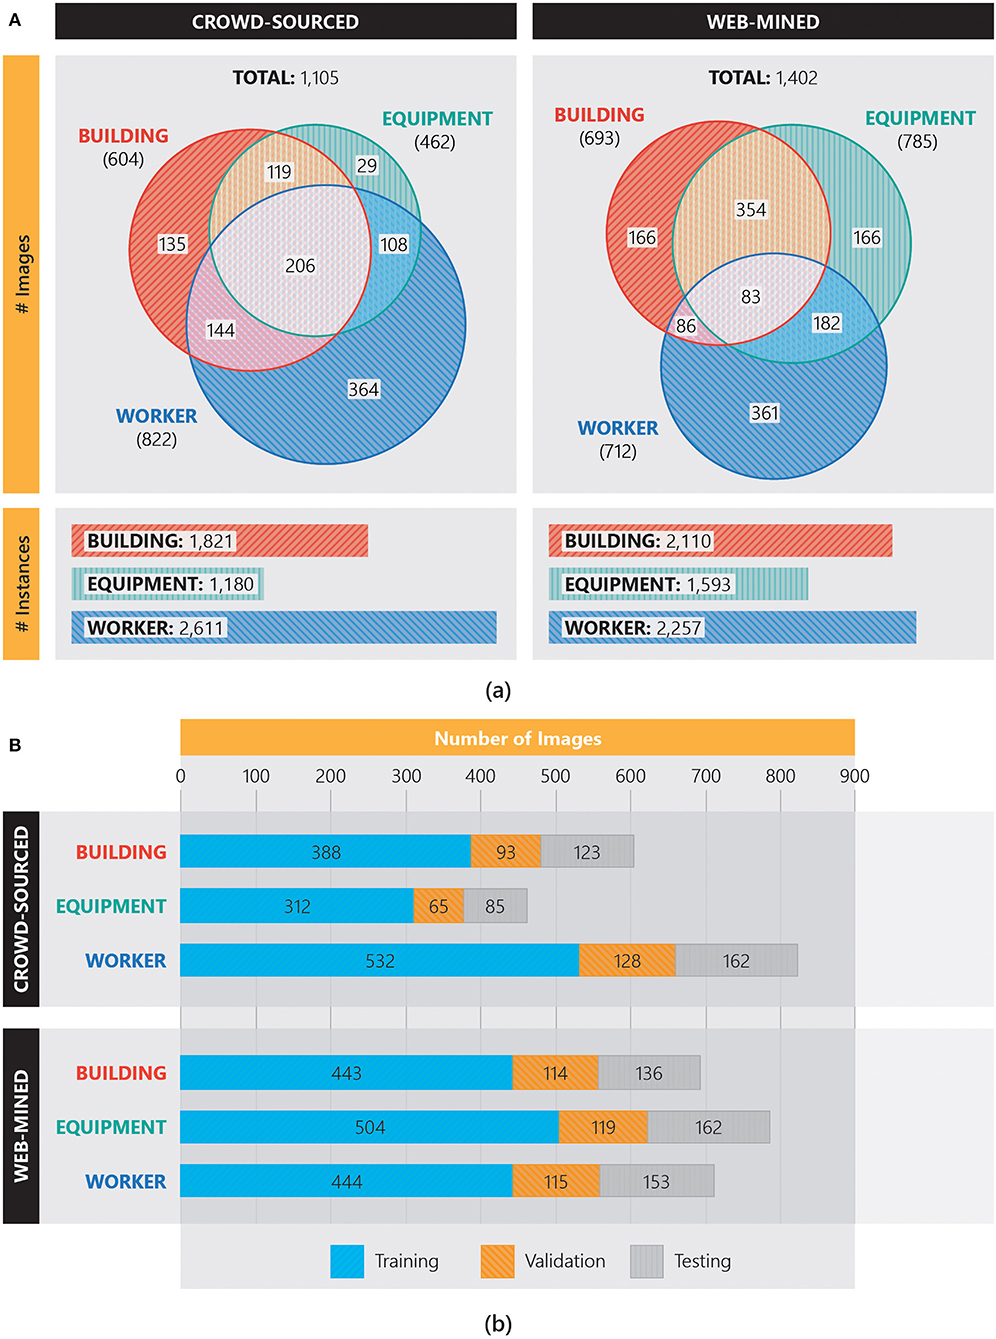 A
CROWD-SOURCED
WEB-MINED
# Images
TOTAL: 1,105
BUILDING
(604)
EQUIPMENT
(462)
119
29
135
206
108
144
364
WORKER
(822)
TOTAL: 1,402
BUILDING
(693)
EQUIPMENT
(785)
354
166
166
83
86
182
361
WORKER
(712)
# Instances
BUILDING: 1,821
EQUIPMENT: 1,180
WORKER: 2,611
BUILDING: 2,110
EQUIPMENT: 1,593
WORKER: 2,257
(a)
B
Number of Images
0 100 200 300 400 500 600 700 800 900
CROWD-SOURCED
BUILDING 388 93 123
EQUIPMENT 312 65 85
WORKER 532 128 162
WEB-MINED
BUILDING 443 114 136
EQUIPMENT 504 119 162
WORKER 444 115 153
Training Validation Testing
(b)